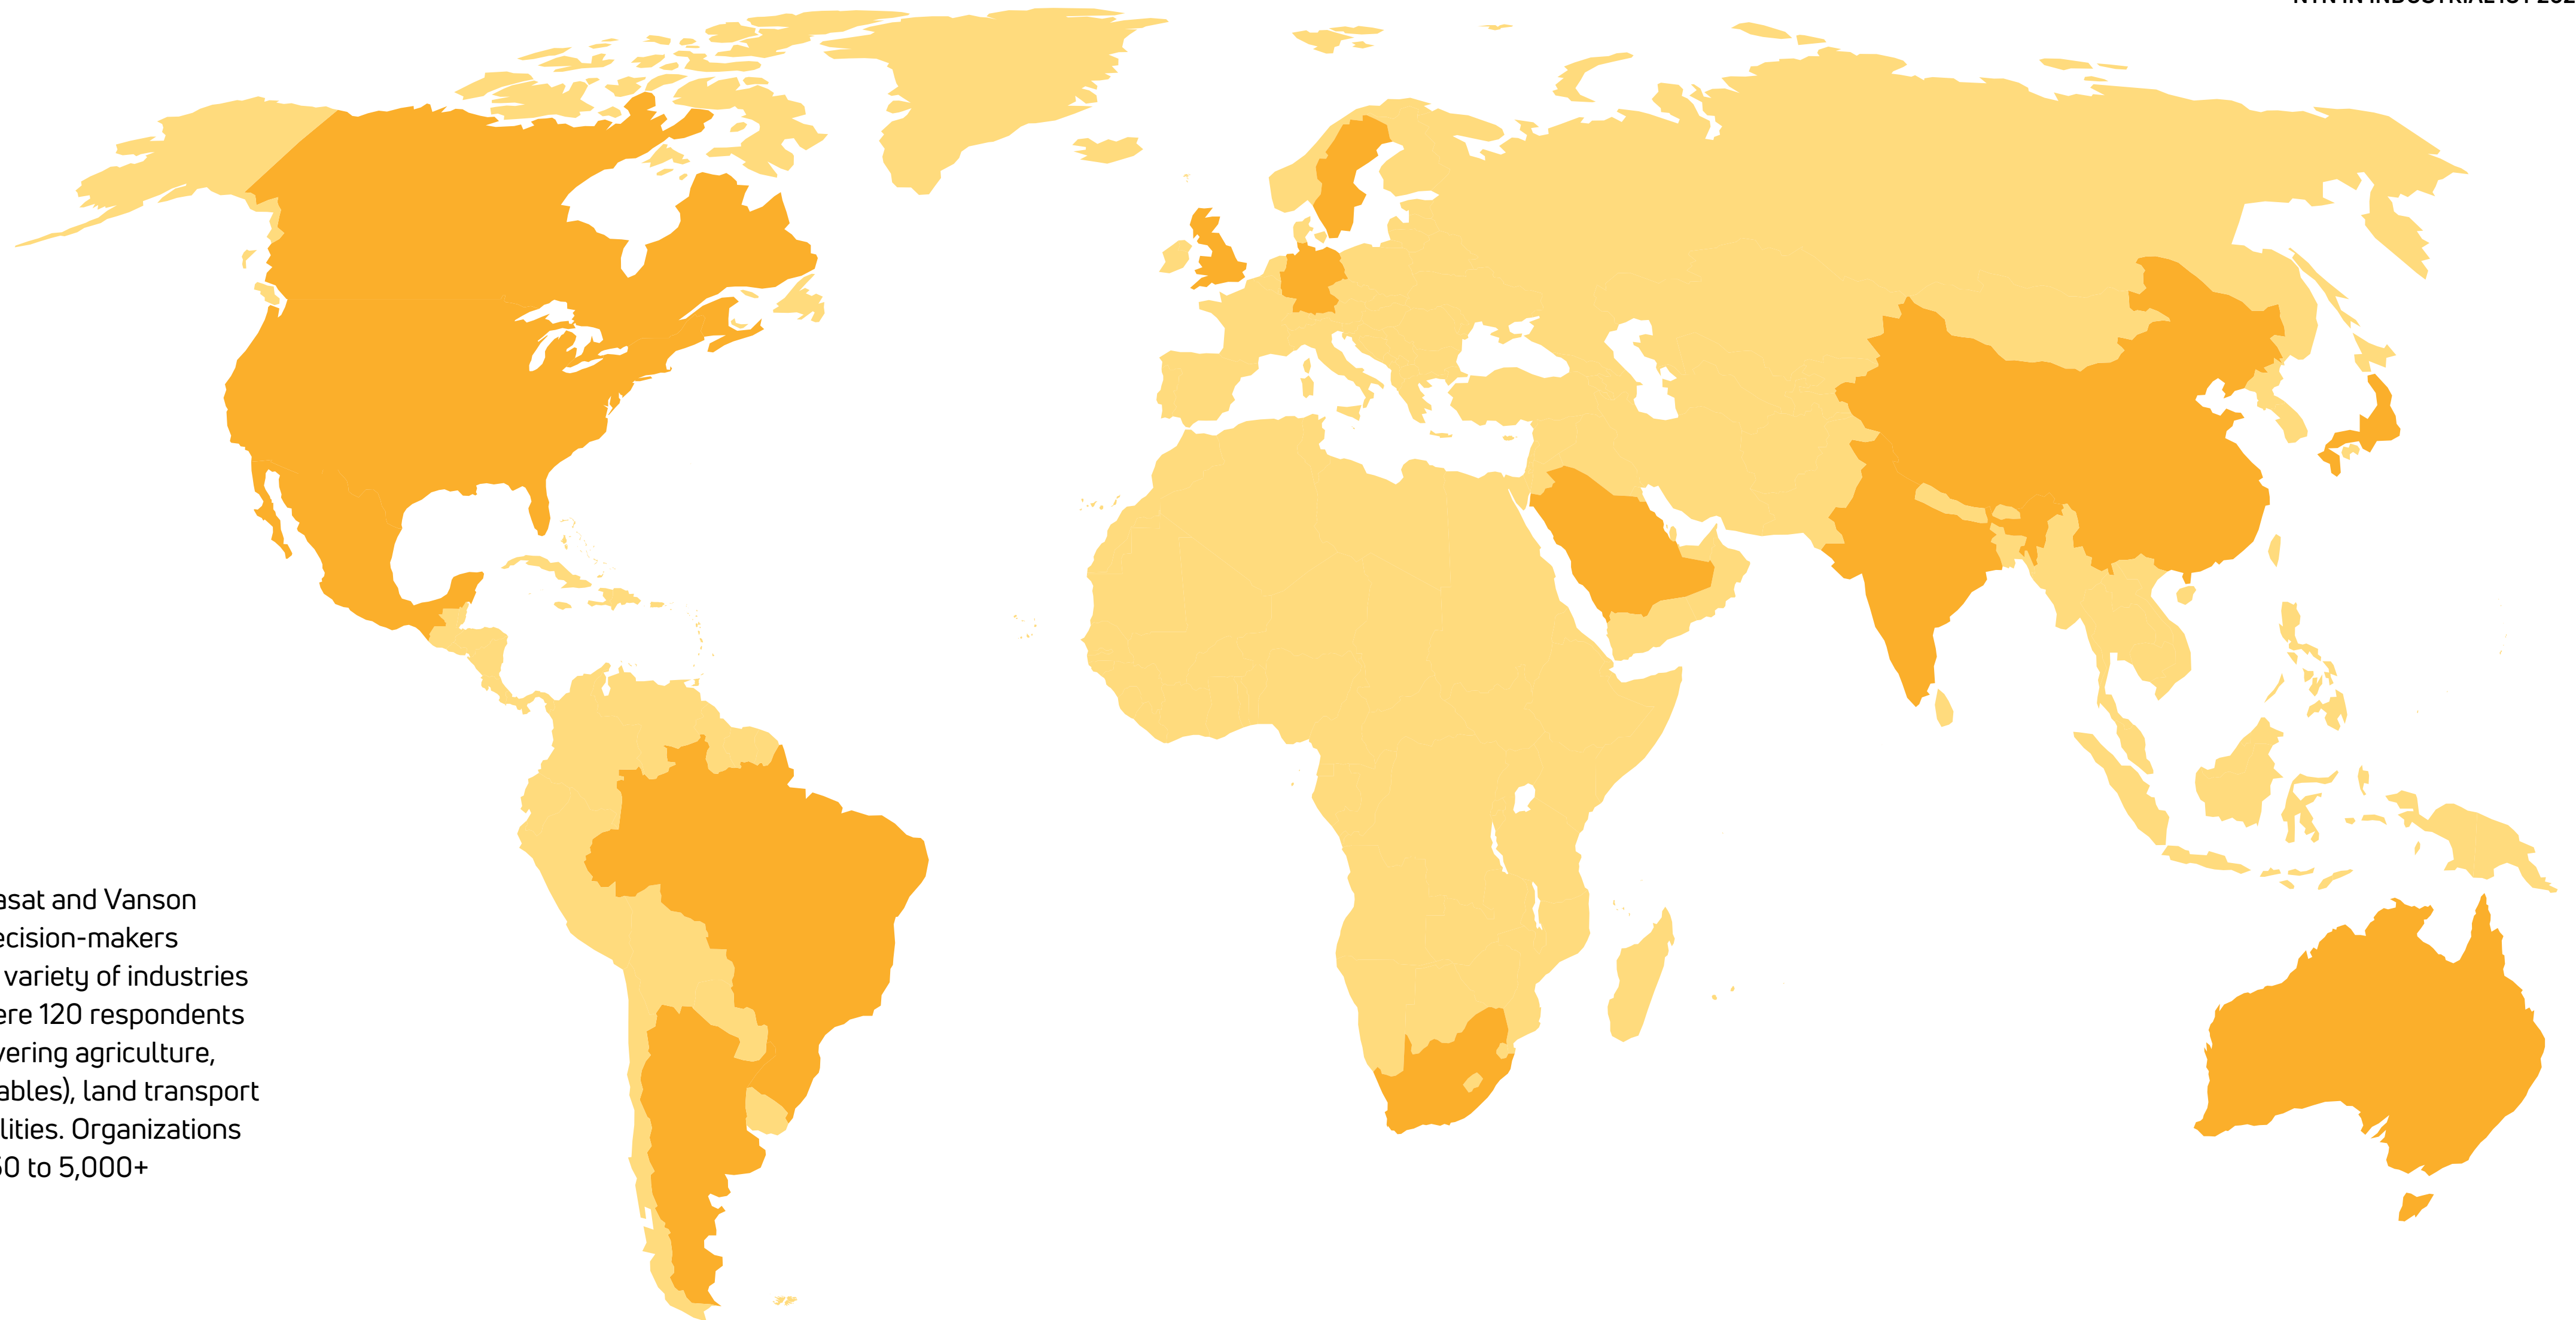 asat and Vanson
ecision-makers
variety of industries
ere 120 respondents
vering agriculture,
ables), land transport
lities. Organizations
50 to 5,000+